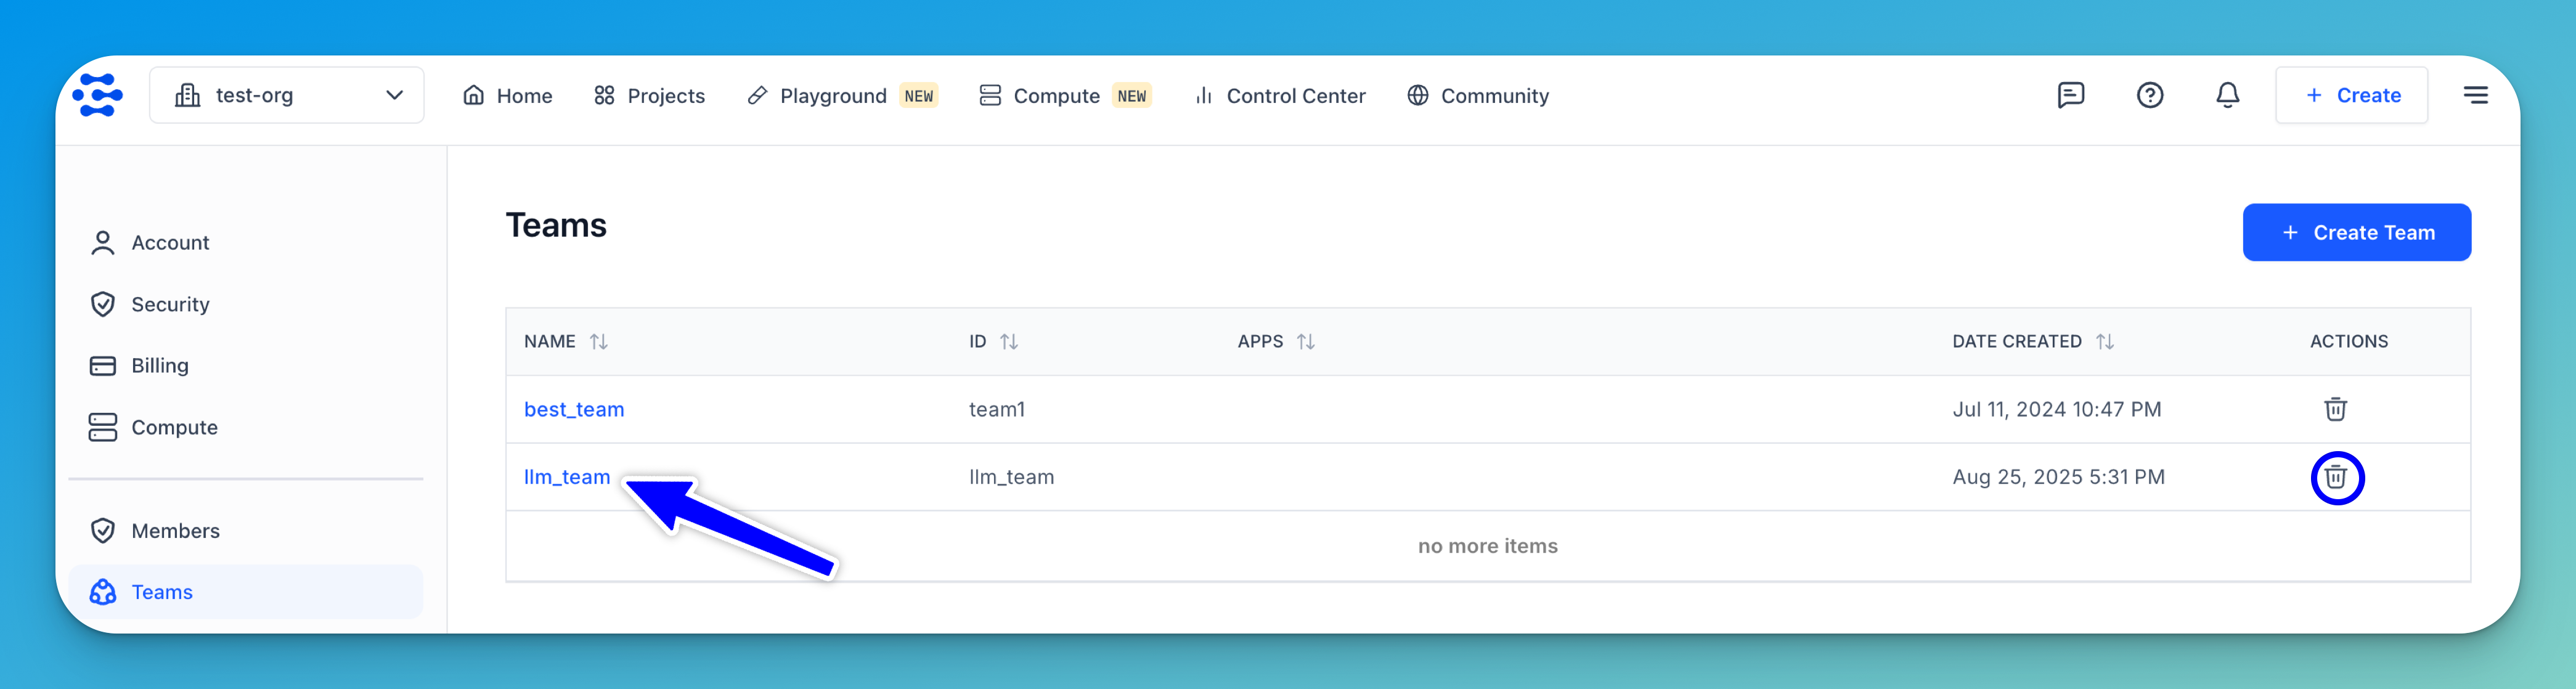 test-org Home Projects Playground NEW Compute NEW Control Center Community + Create
Account
Security
Billing
Compute
Members
Teams
Teams
+ Create Team
NAME ID APPS DATE CREATED ACTIONS
best_team team1 Jul 11, 2024 10:47 PM
llm_team llm_team Aug 25, 2025 5:31 PM
no more items